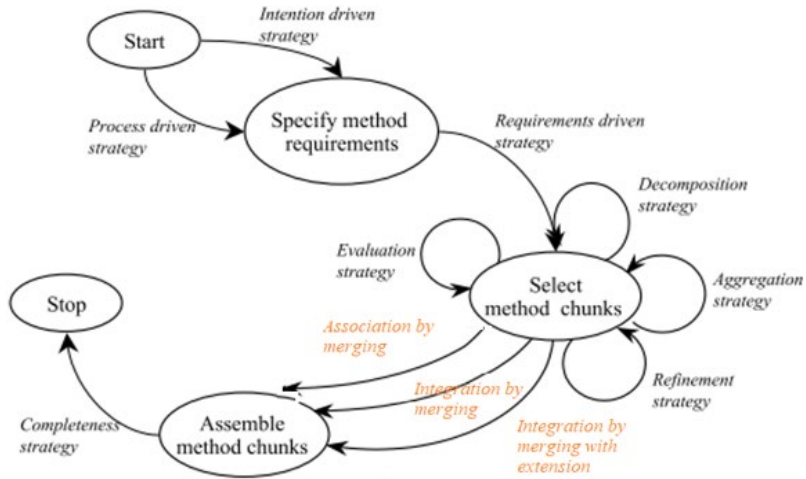 Intention driven
strategy
Start
Process driven
strategy
Specify method
requirements
Requirements driven
strategy
Decomposition
strategy
Evaluation
strategy
Select
method chunks
Aggregation
strategy
Stop
Association by
merging
Integration by
merging
Refinement
strategy
Completeness
strategy
Assemble
method chunks
Integration by
merging with
extension